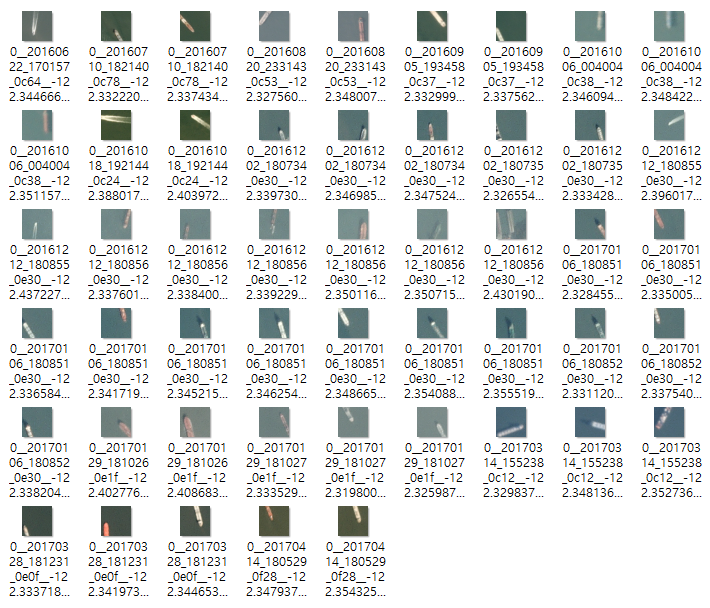 0__201606 0__201607 0__201607 0__201608 0__201608 0__201609 0__201609 0__201610 0__201610
22_170157 10_182140 10_182140 20_233143 20_233143 05_193458 05_193458 06_004004 06_004004
_0c64__-12 _0c78__-12 _0c78__-12 _0c53__-12 _0c53__-12 _0c37__-12 _0c37__-12 _0c38__-12 _0c38__-12
2.344666... 2.332220... 2.337434... 2.327560... 2.348007... 2.332999... 2.337562... 2.346094... 2.348422...
0__201610 0__201610 0__201610 0__201612 0__201612 0__201612 0__201612 0__201612 0__201612
06_004004 18_192144 18_192144 02_180734 02_180734 02_180734 02_180735 02_180735 12_180855
_0c38__-12 _0c24__-12 _0c24__-12 _0e30__-12 _0e30__-12 _0e30__-12 _0e30__-12 _0e30__-12 _0e30__-12
2.351157... 2.388017... 2.403972... 2.339730... 2.346985... 2.347524... 2.326554... 2.333428... 2.396017...
0__201612 0__201612 0__201612 0__201612 0__201612 0__201612 0__201612 0__201701 0__201701
12_180855 12_180856 12_180856 12_180856 12_180856 12_180856 12_180856 06_180851 06_180851
_0e30__-12 _0e30__-12 _0e30__-12 _0e30__-12 _0e30__-12 _0e30__-12 _0e30__-12 _0e30__-12 _0e30__-12
2.437227... 2.337601... 2.338400... 2.339229... 2.350116... 2.350715... 2.430190... 2.328455... 2.335005...
0__201701 0__201701 0__201701 0__201701 0__201701 0__201701 0__201701 0__201701 0__201701
06_180851 06_180851 06_180851 06_180851 06_180851 06_180851 06_180851 06_180852 06_180852
_0e30__-12 _0e30__-12 _0e30__-12 _0e30__-12 _0e30__-12 _0e30__-12 _0e30__-12 _0e30__-12 _0e30__-12
2.336584... 2.341719... 2.345215... 2.346254... 2.348665... 2.354088... 2.355519... 2.331120... 2.337540...
0__201701 0__201701 0__201701 0__201701 0__201701 0__201701 0__201703 0__201703 0__201703
06_180852 29_181026 29_181026 29_181027 29_181027 29_181027 14_155238 14_155238 14_155238
_0e30__-12 _0e1f__-12 _0e1f__-12 _0e1f__-12 _0e1f__-12 _0e1f__-12 _0c12__-12 _0c12__-12 _0c12__-12
2.338204... 2.402776... 2.408683... 2.333529... 2.319800... 2.325987... 2.329837... 2.348136... 2.352736...
0__201703 0__201703 0__201703 0__201704 0__201704
28_181231 28_181231 28_181231 14_180529 14_180529
_0e0f__-12 _0e0f__-12 _0e0f__-12 _0f28__-12 _0f28__-12
2.333718... 2.341973... 2.344653... 2.347937... 2.354325...